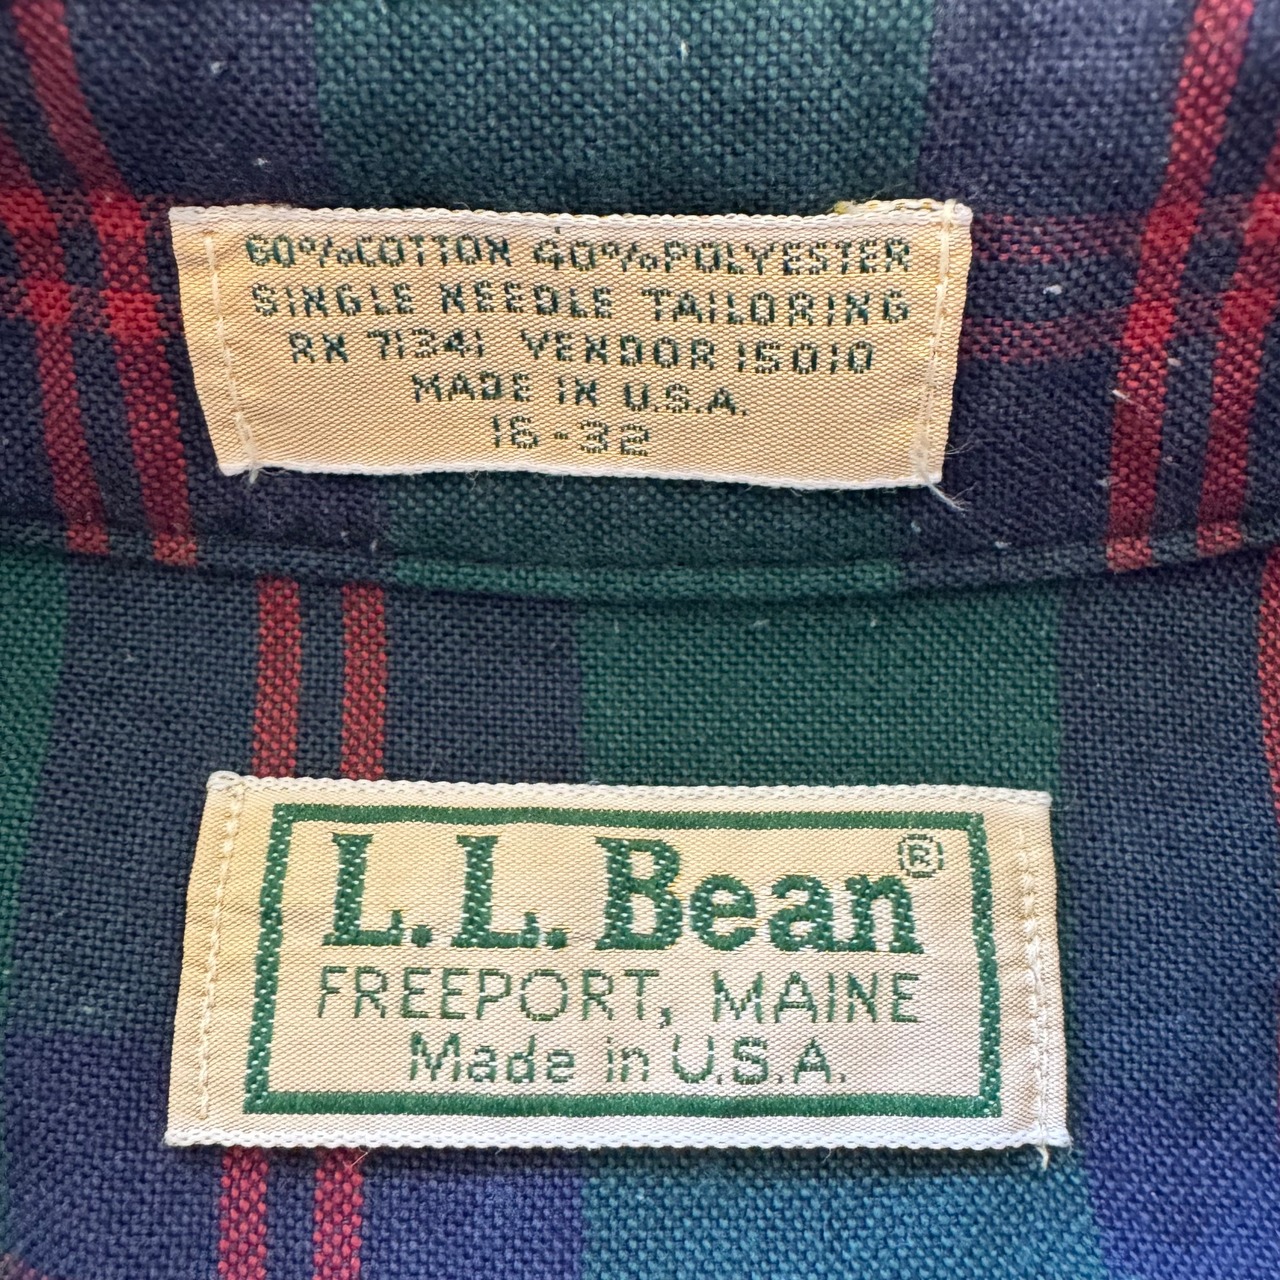 60% COTTON 40% POLYESTER
SINGLE NEEDLE TAILORING
RN 71341 VENDOR 15010
MADE IN U.S.A.
16-32
L.L.Bean®
FREEPORT, MAINE
Made in U.S.A.